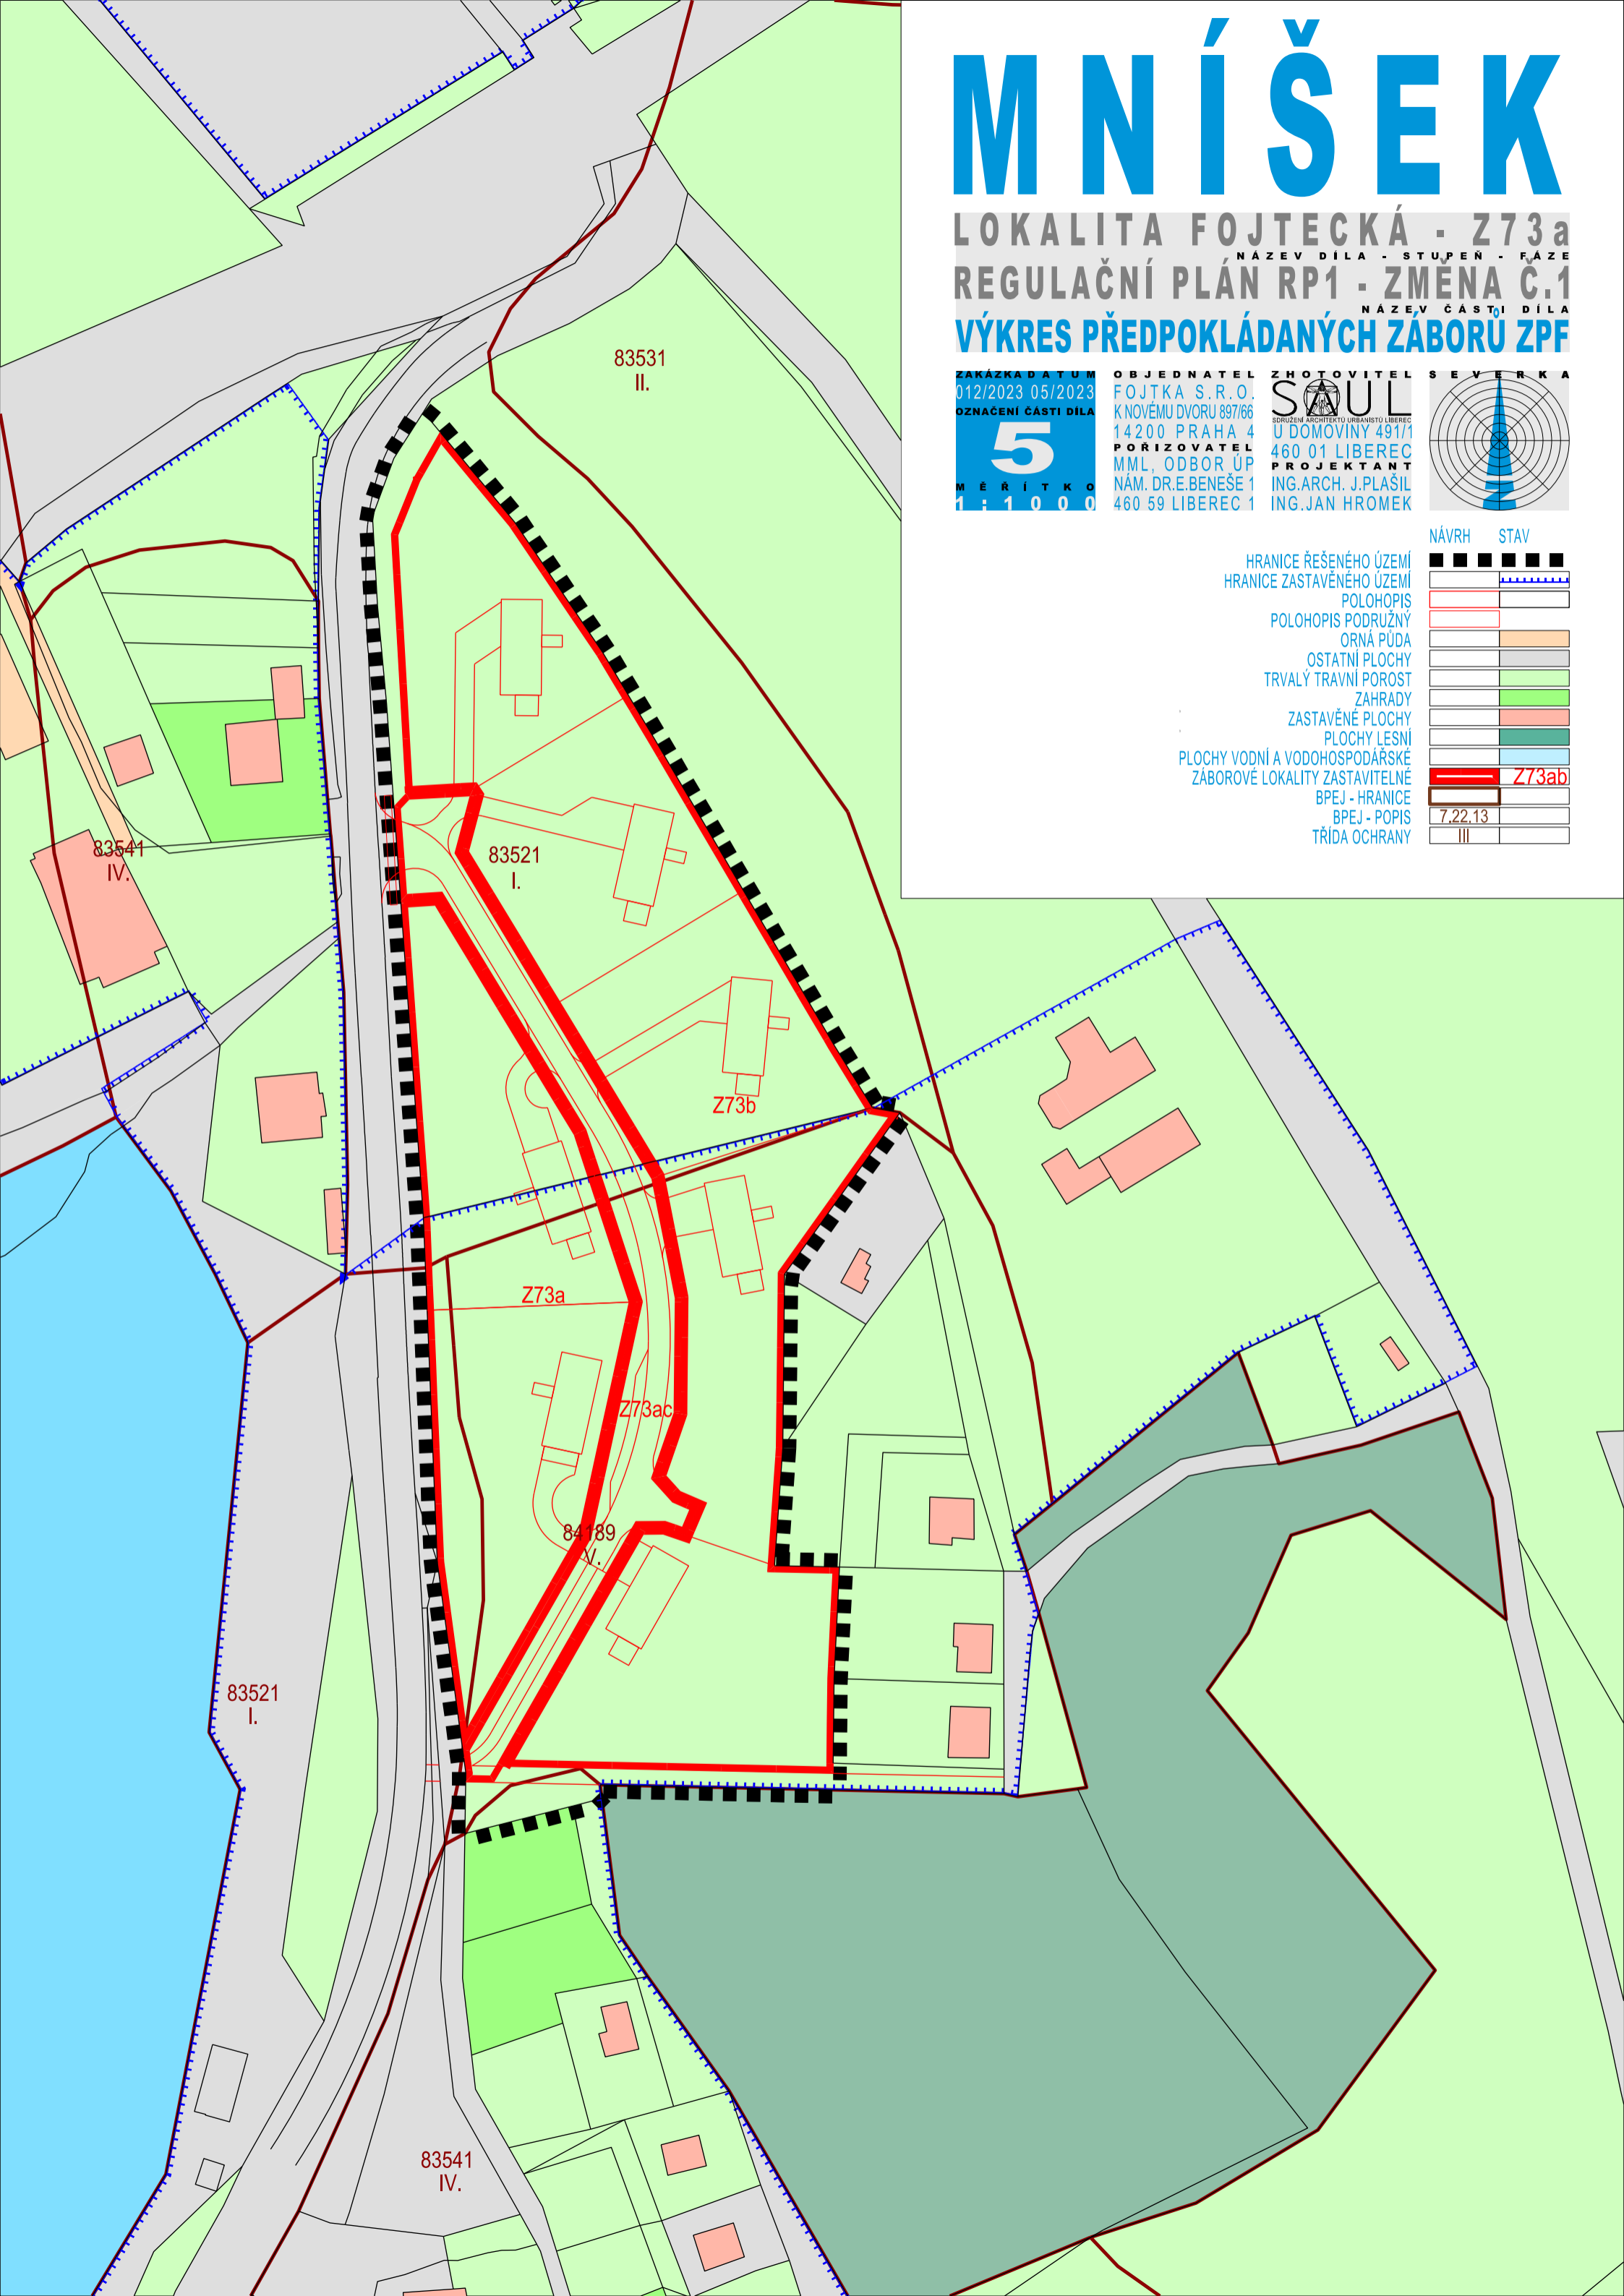 MNÍŠEK
LOKALITA FOJTECKÁ - Z73a
NÁZEV DÍLA - STUPEŇ - FÁZE
REGULAČNÍ PLÁN RP1 - ZMĚNA Č.1
NÁZEV ČÁSTI DÍLA
VÝKRES PŘEDPOKLÁDANÝCH ZÁBORŮ ZPF
ZAKÁZKA DATUM
012/2023 05/2023
OZNAČENÍ ČÁSTI DÍLA
5
MĚŘÍTKO
1:1000
OBJEDNATEL
FOJTKA S.R.O.
K NOVÉMU DVORU 897/66
14200 PRAHA 4
POŘIZOVATEL
MML, ODBOR ÚP
NÁM. DR.E.BENEŠE 1
460 59 LIBEREC 1
ZHOTOVITEL
SAUL
SDRUŽENÍ ARCHITEKTŮ URBANISTŮ LIBEREC
U DOMOVINY 491/1
460 01 LIBEREC
PROJEKTANT
ING.ARCH. J.PLAŠIL
ING.JAN HROMEK
SEVERKA
NÁVRH STAV
HRANICE ŘEŠENÉHO ÚZEMÍ
HRANICE ZASTAVĚNÉHO ÚZEMÍ
POLOHOPIS
POLOHOPIS PODRUŽNÝ
ORNÁ PŮDA
OSTATNÍ PLOCHY
TRVALÝ TRAVNÍ POROST
ZAHRADY
ZASTAVĚNÉ PLOCHY
PLOCHY LESNÍ
PLOCHY VODNÍ A VODOHOSPODÁŘSKÉ
ZÁBOROVÉ LOKALITY ZASTAVITELNÉ Z73ab
BPEJ - HRANICE
BPEJ - POPIS 7.22.13
TŘÍDA OCHRANY III
83531
II.
83541
IV.
83521
I.
Z73b
Z73a
Z73ac
84189
V.
83521
I.
83541
IV.